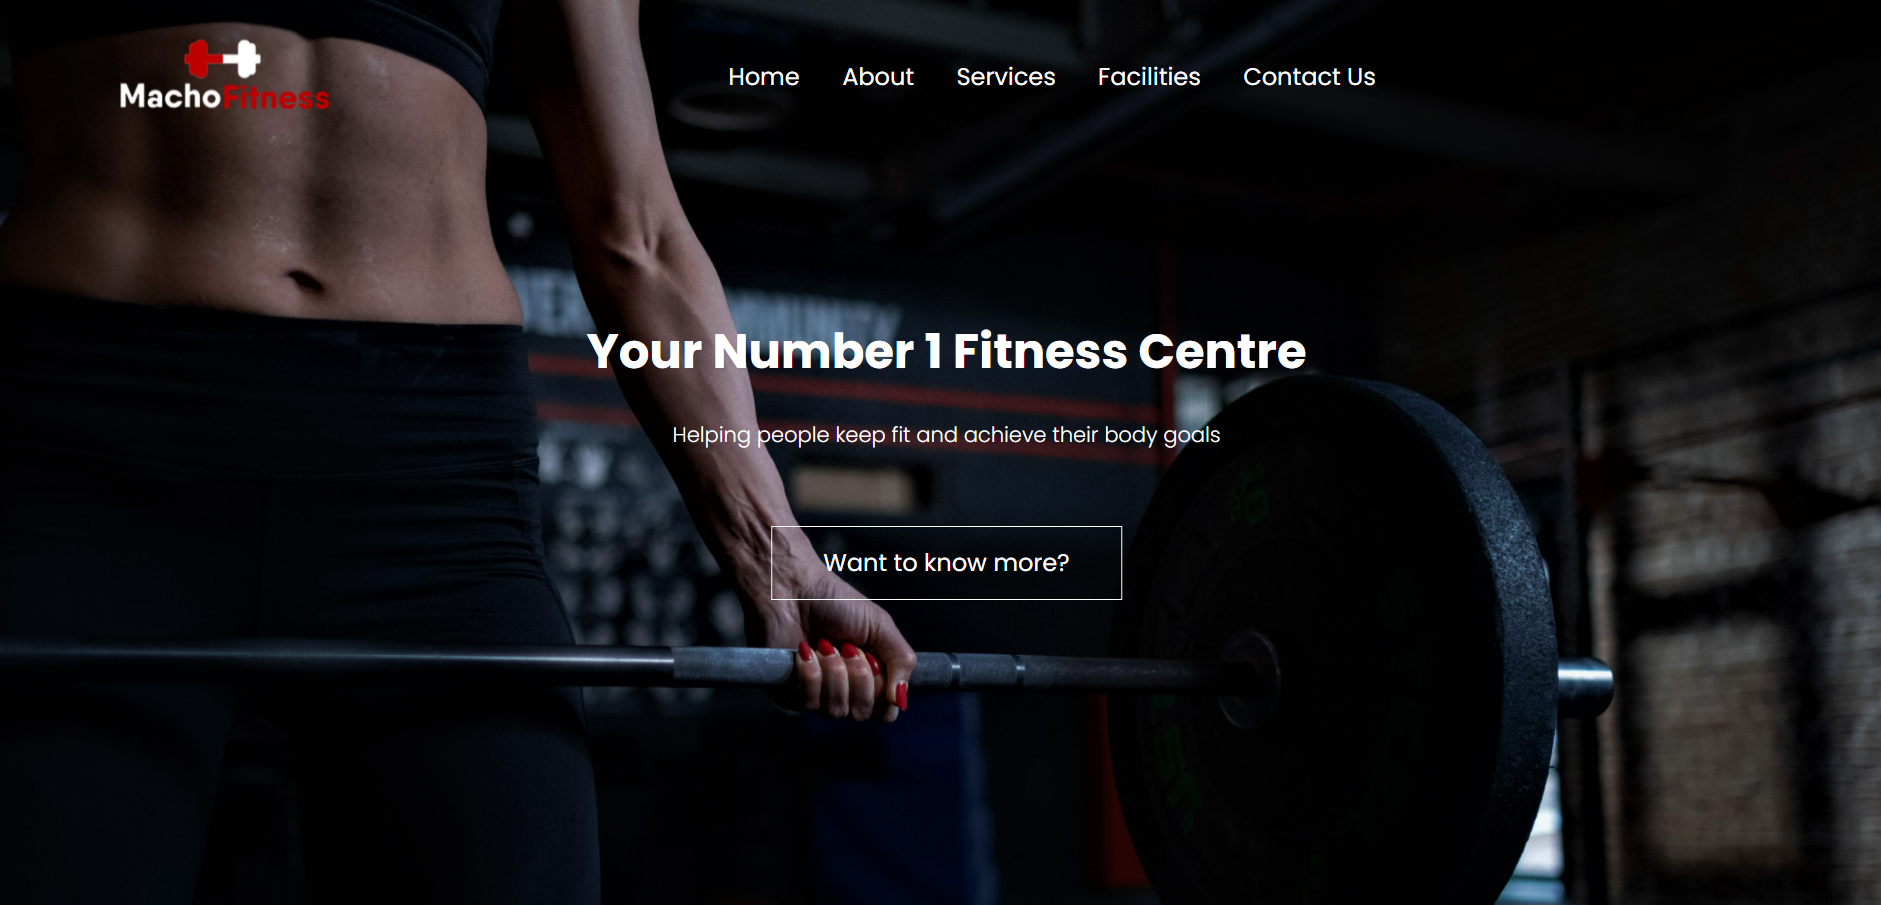 MachoFitness
Home About Services Facilities Contact Us
Your Number 1 Fitness Centre
Helping people keep fit and achieve their body goals
Want to know more?